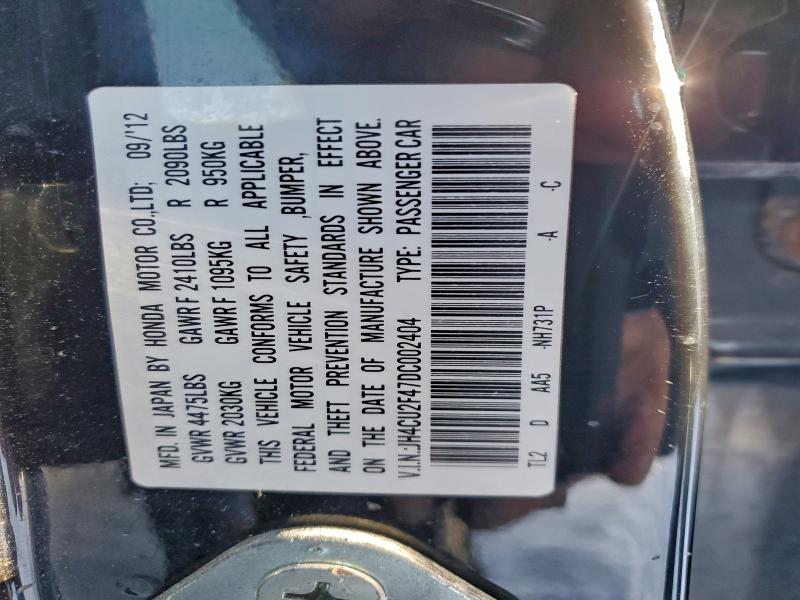 MFD. IN JAPAN BY HONDA MOTOR CO.,LTD; 09/'12
GVWR 4475LBS GAWR F 2410LBS R 2090LBS
GVWR 2030KG GAWR F 1095KG R 950KG
THIS VEHICLE CONFORMS TO ALL APPLICABLE
FEDERAL MOTOR VEHICLE SAFETY ,BUMPER,
AND THEFT PREVENTION STANDARDS IN EFFECT
ON THE DATE OF MANUFACTURE SHOWN ABOVE.
V.I.N.:JH4CU2F47DC002404 TYPE: PASSENGER CAR
TL2 D AA5 -NH731P -A -C